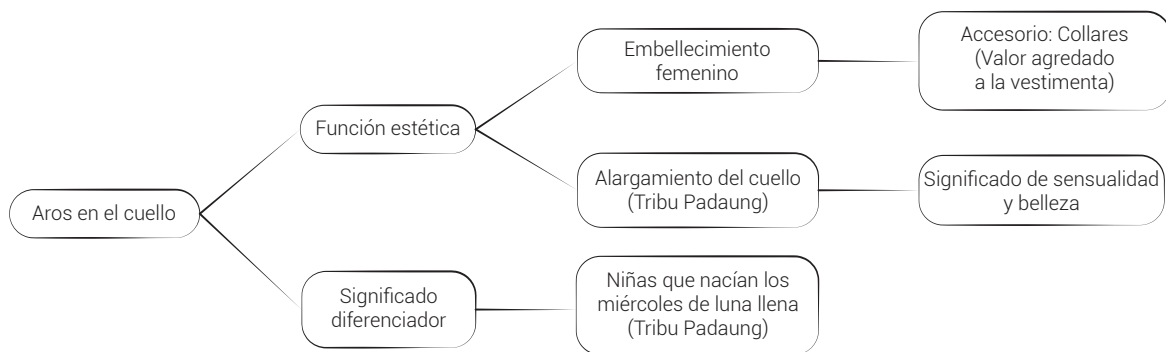 Aros en el cuello
Función estética
Embellecimiento
femenino
Accesorio: Collares
(Valor agredado
a la vestimenta)
Alargamiento del cuello
(Tribu Padaung)
Significado de sensualidad
y belleza
Significado
diferenciador
Niñas que nacían los
miércoles de luna llena
(Tribu Padaung)